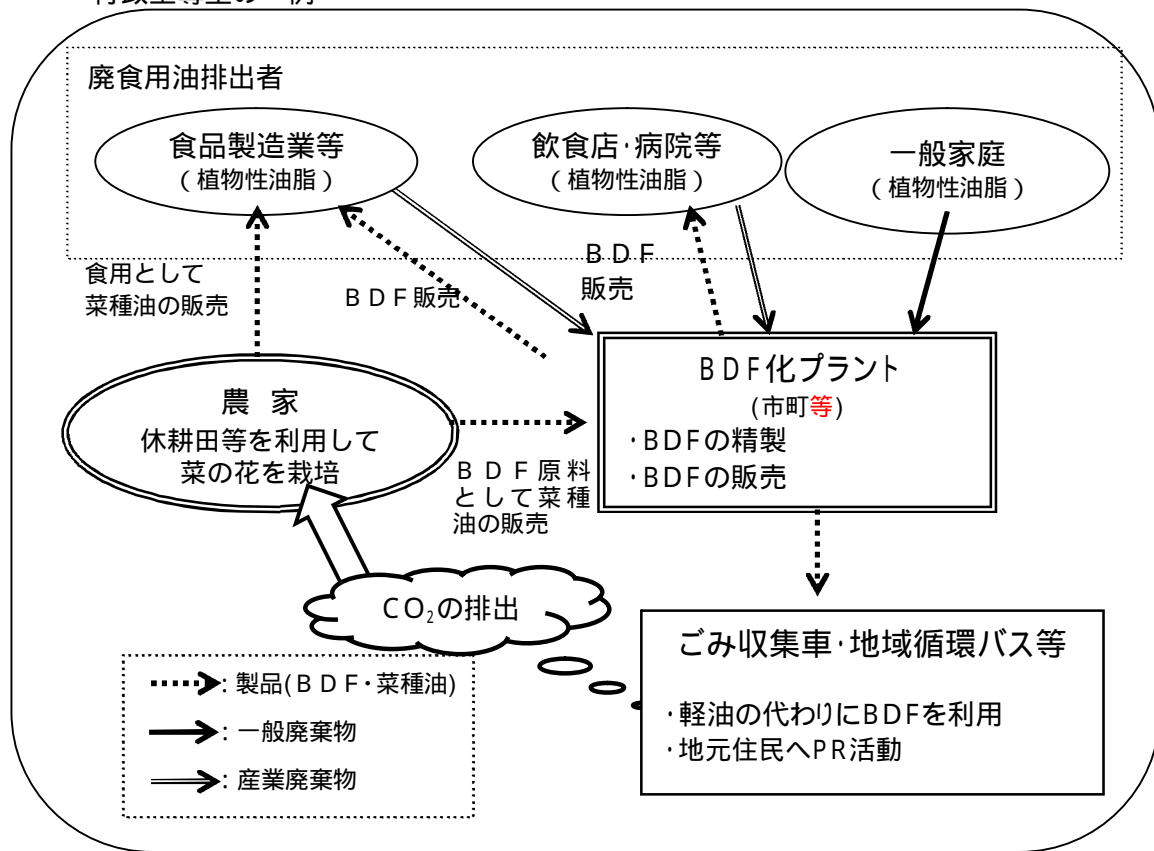 廃食用油排出者
食品製造業等
(植物性油脂)
飲食店・病院等
(植物性油脂)
一般家庭
(植物性油脂)
食用として
菜種油の販売
BDF販売
BDF
販売
農 家
休耕田等を利用して
菜の花を栽培
BDF原料
として菜種
油の販売
BDF化プラント
(市町等)
・BDFの精製
・BDFの販売
CO₂の排出
ごみ収集車・地域循環バス等
・軽油の代わりにBDFを利用
・地元住民へPR活動
: 製品(BDF・菜種油)
: 一般廃棄物
: 産業廃棄物